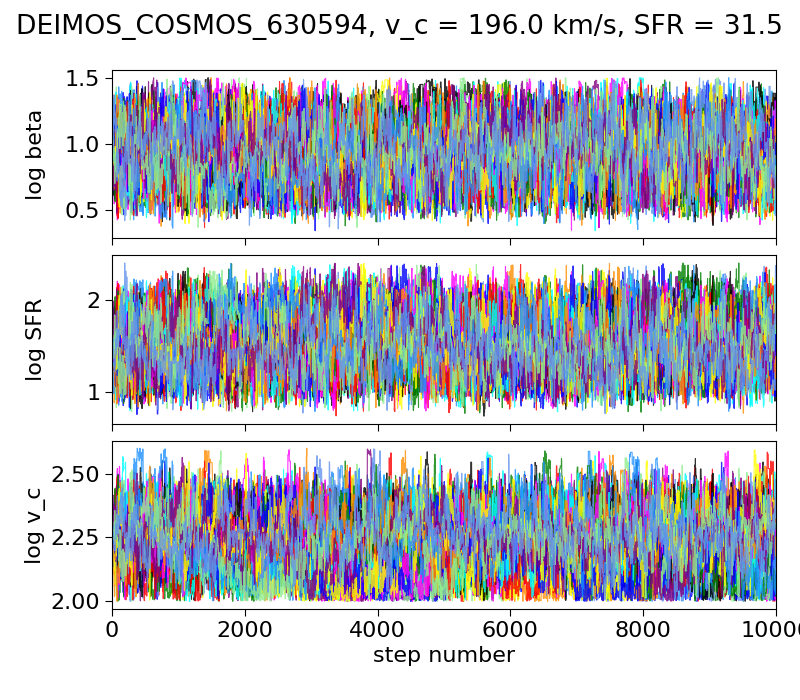 DEIMOS_COSMOS_630594, v_c = 196.0 km/s, SFR = 31.5
1.5
1.0
0.5
log beta
2
1
log SFR
2.50
2.25
2.00
log v_c
0 2000 4000 6000 8000 10000
step number